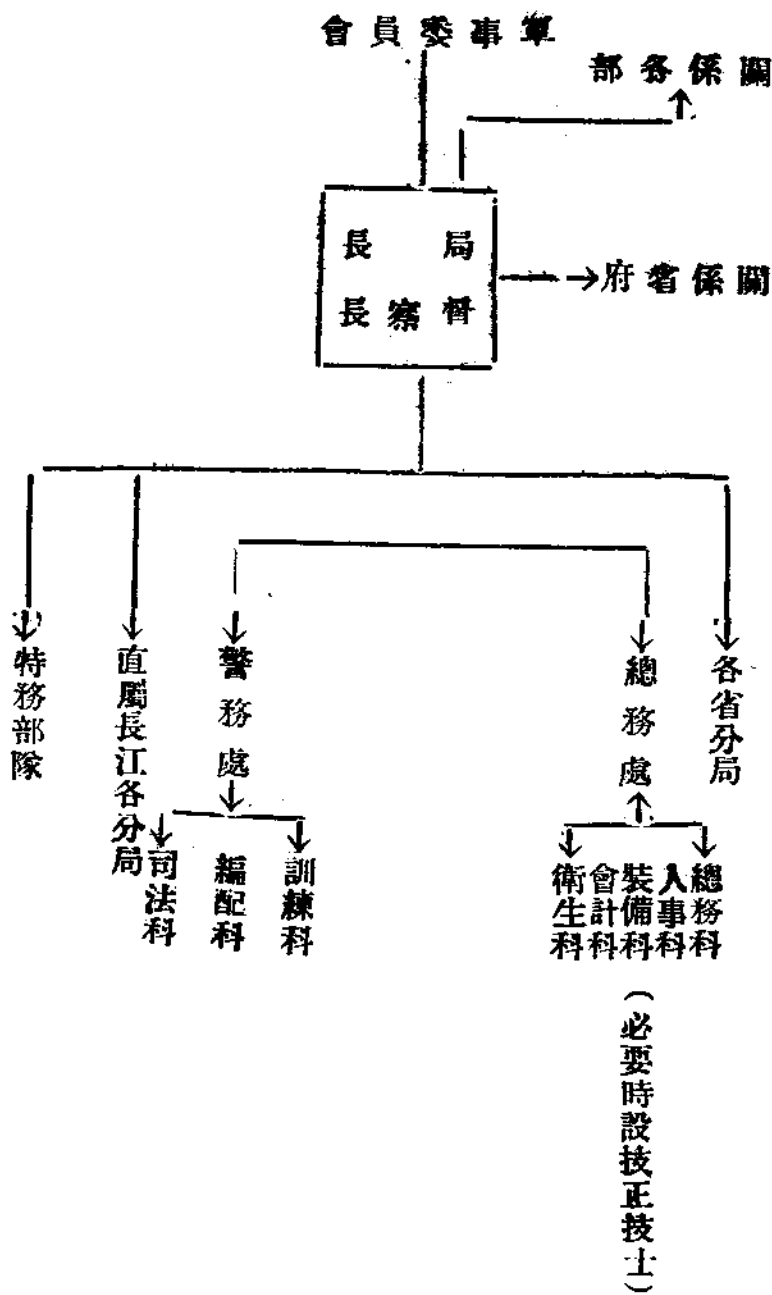 軍事委員會
關係各部
局長
督察長
關係省府
各省分局
總務處
警務處
直屬長江各分局
特務部隊
總務科
人事科
裝備科（必要時設技正技士）
會計科
衛生科
訓練科
編配科
司法科